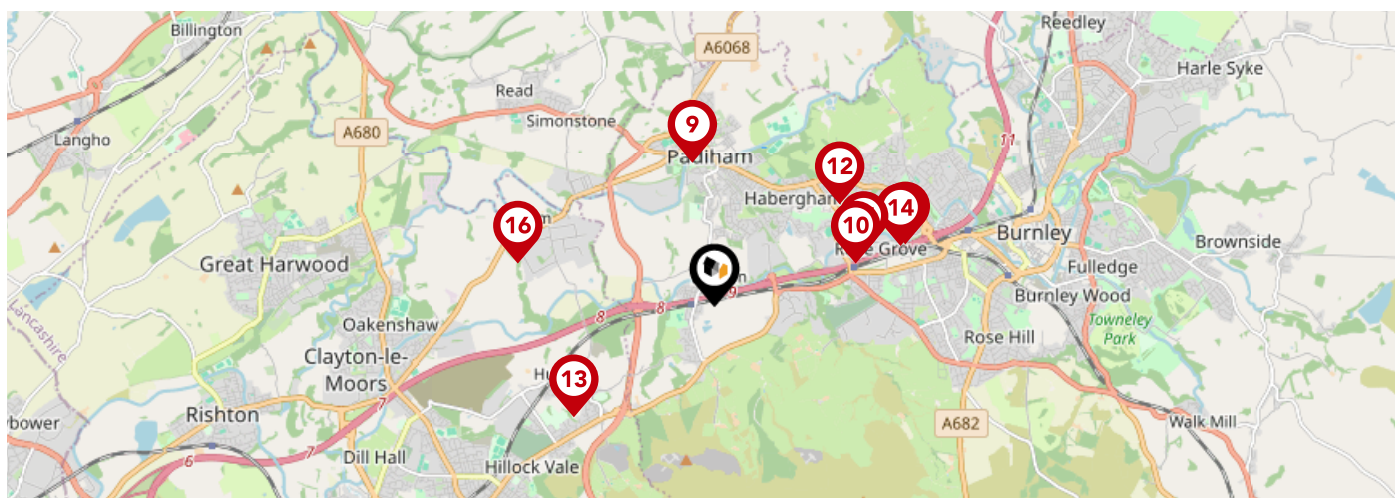 Billington
Reedley
A6068
Harle Syke
Read
Simonstone
Langho
A680
9
11
Padiham
12
Habergham
14
16
10
Rose Grove
Burnley
Brownside
Great Harwood
Fulledge
9
8
8
Burnley Wood
Lancashire
Oakenshaw
Towneley
Park
Rose Hill
Clayton-le-
Moors
13
7
Rishton
A682
Walk Mill
7
6
Dill Hall
Hillock Vale